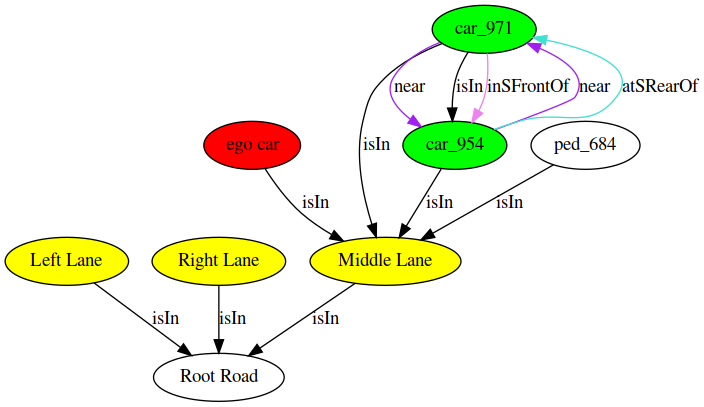 car_971
near
isIn
inSFrontOf
near
atSRearOf
isIn
ego car
car_954
ped_684
isIn
isIn
isIn
Left Lane
Right Lane
Middle Lane
isIn
isIn
isIn
Root Road